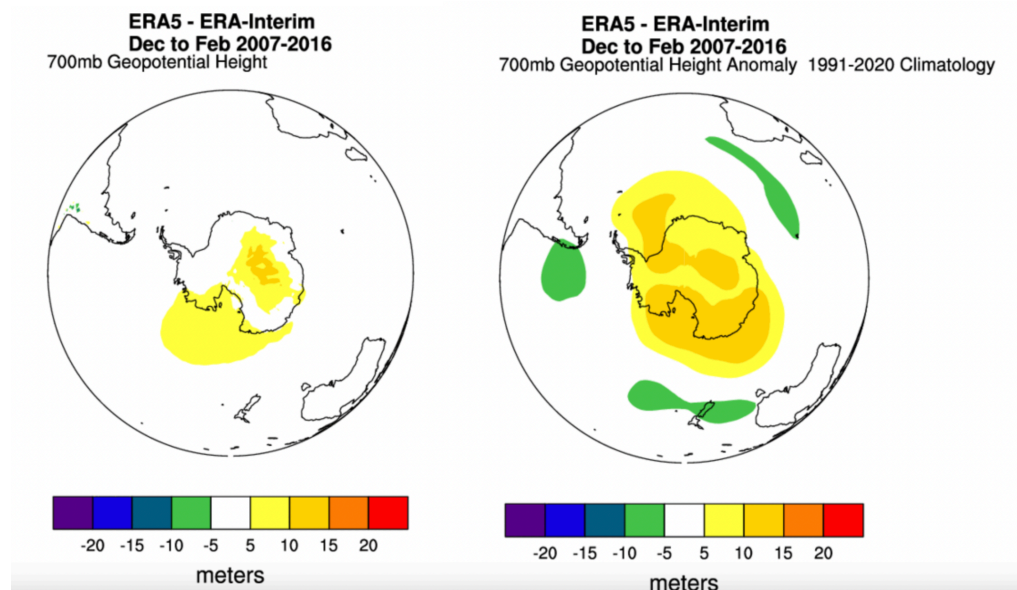 ERA5 - ERA-Interim
Dec to Feb 2007-2016
700mb Geopotential Height
-20 -15 -10 -5 5 10 15 20
meters
ERA5 - ERA-Interim
Dec to Feb 2007-2016
700mb Geopotential Height Anomaly 1991-2020 Climatology
-20 -15 -10 -5 5 10 15 20
meters